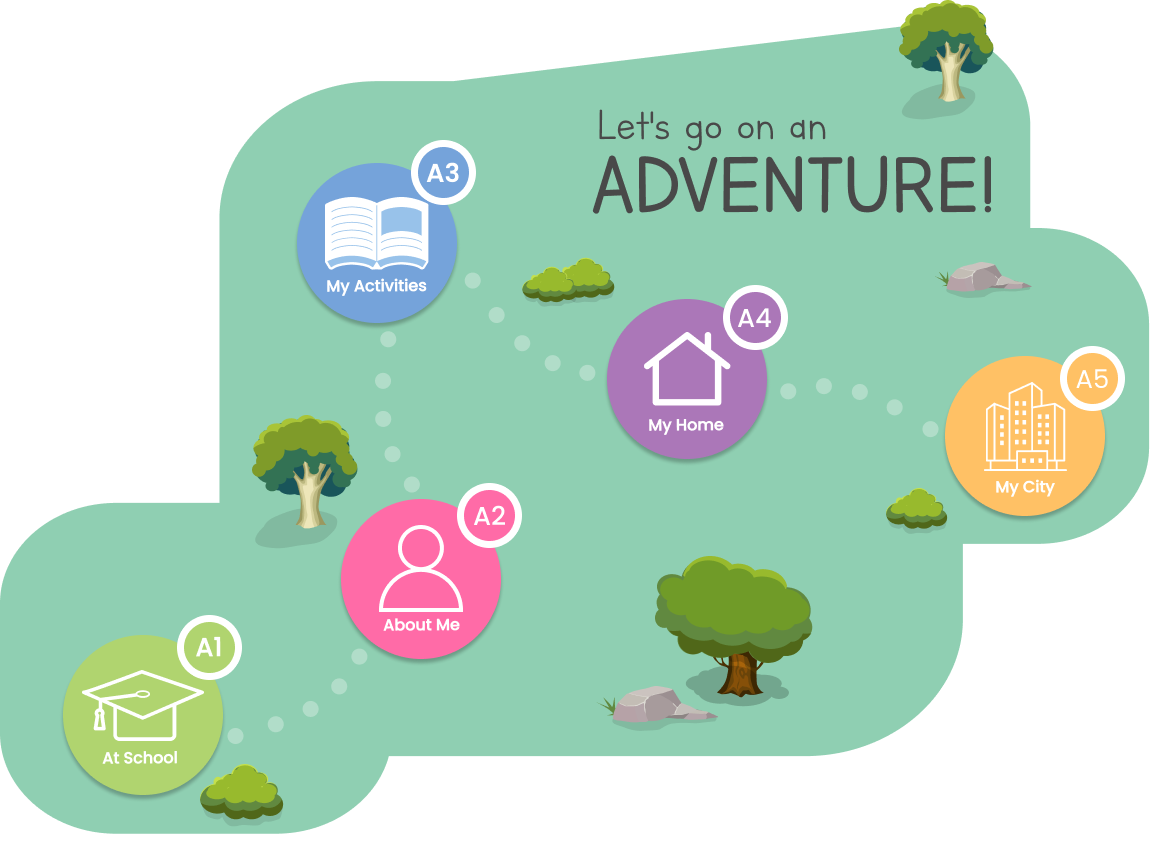 Let's go on an
ADVENTURE!
A3
My Activities
A4
My Home
A5
My City
A2
About Me
A1
At School